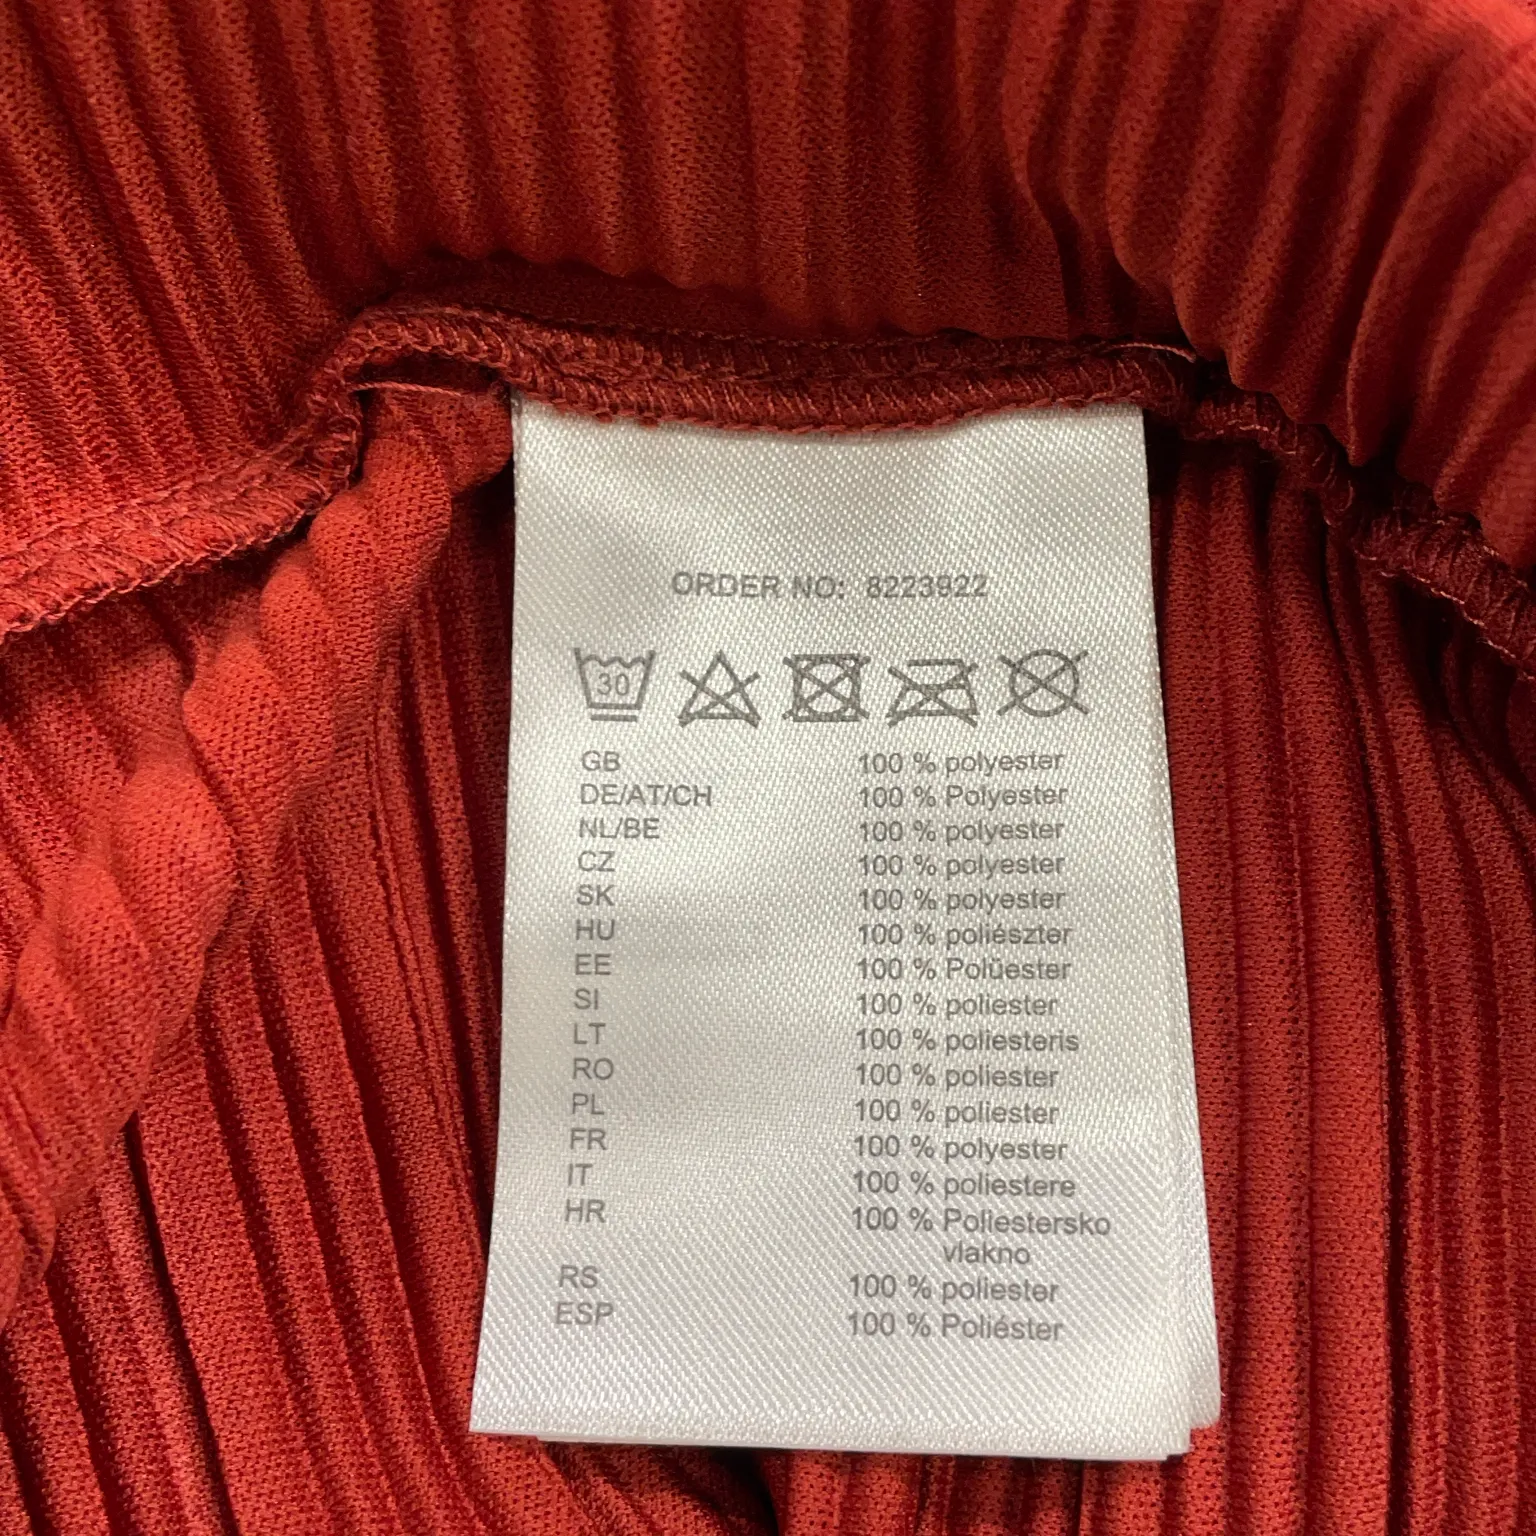 ORDER NO: 8223922
30
GB 100 % polyester
DE/AT/CH 100 % Polyester
NL/BE 100 % polyester
CZ 100 % polyester
SK 100 % polyester
HU 100 % poliészter
EE 100 % Polüester
SI 100 % poliester
LT 100 % poliesteris
RO 100 % poliester
PL 100 % poliester
FR 100 % polyester
IT 100 % poliestere
HR 100 % Poliestersko
vlakno
RS 100 % poliester
ESP 100 % Poliéster